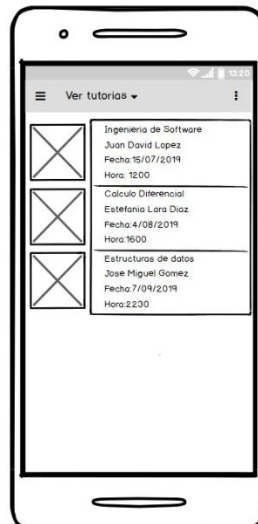 13:20
Ver tutorias
Ingenieria de Software
Juan David Lopez
Fecha:15/07/2019
Hora: 1200
Calculo Diferencial
Estefania Lara Diaz
Fecha:4/08/2019
Hora:1600
Estructuras de datos
Jose Miguel Gomez
Fecha:7/09/2019
Hora:2230